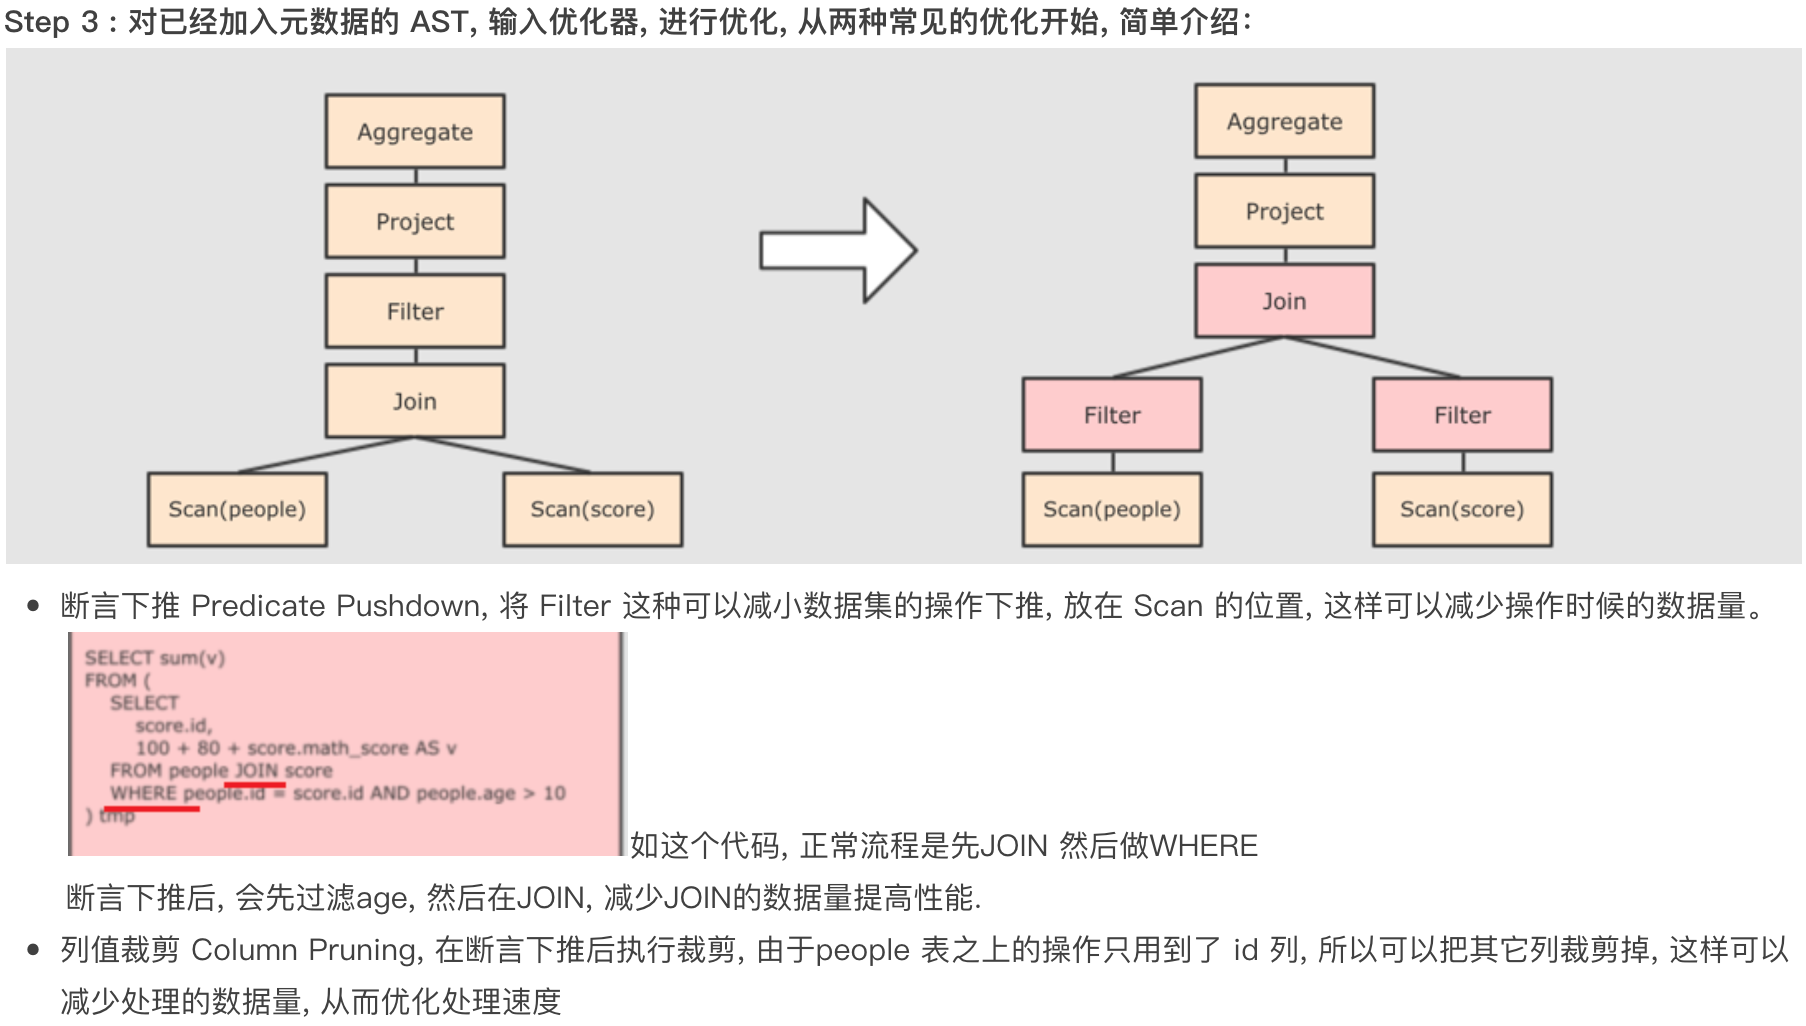 Step 3 : 对已经加入元数据的 AST, 输入优化器, 进行优化, 从两种常见的优化开始, 简单介绍:
Aggregate
Project
Filter
Join
Scan(people)
Scan(score)
Aggregate
Project
Join
Filter
Filter
Scan(people)
Scan(score)
• 断言下推 Predicate Pushdown, 将 Filter 这种可以减小数据集的操作下推, 放在 Scan 的位置, 这样可以减少操作时候的数据量。
SELECT sum(v)
FROM (
SELECT
score.id,
100 + 80 + score.math_score AS v
FROM people JOIN score
WHERE people.id = score.id AND people.age > 10
) tmp
如这个代码, 正常流程是先JOIN 然后做WHERE
断言下推后, 会先过滤age, 然后在JOIN, 减少JOIN的数据量提高性能.
• 列值裁剪 Column Pruning, 在断言下推后执行裁剪, 由于people 表之上的操作只用到了 id 列, 所以可以把其它列裁剪掉, 这样可以
减少处理的数据量, 从而优化处理速度